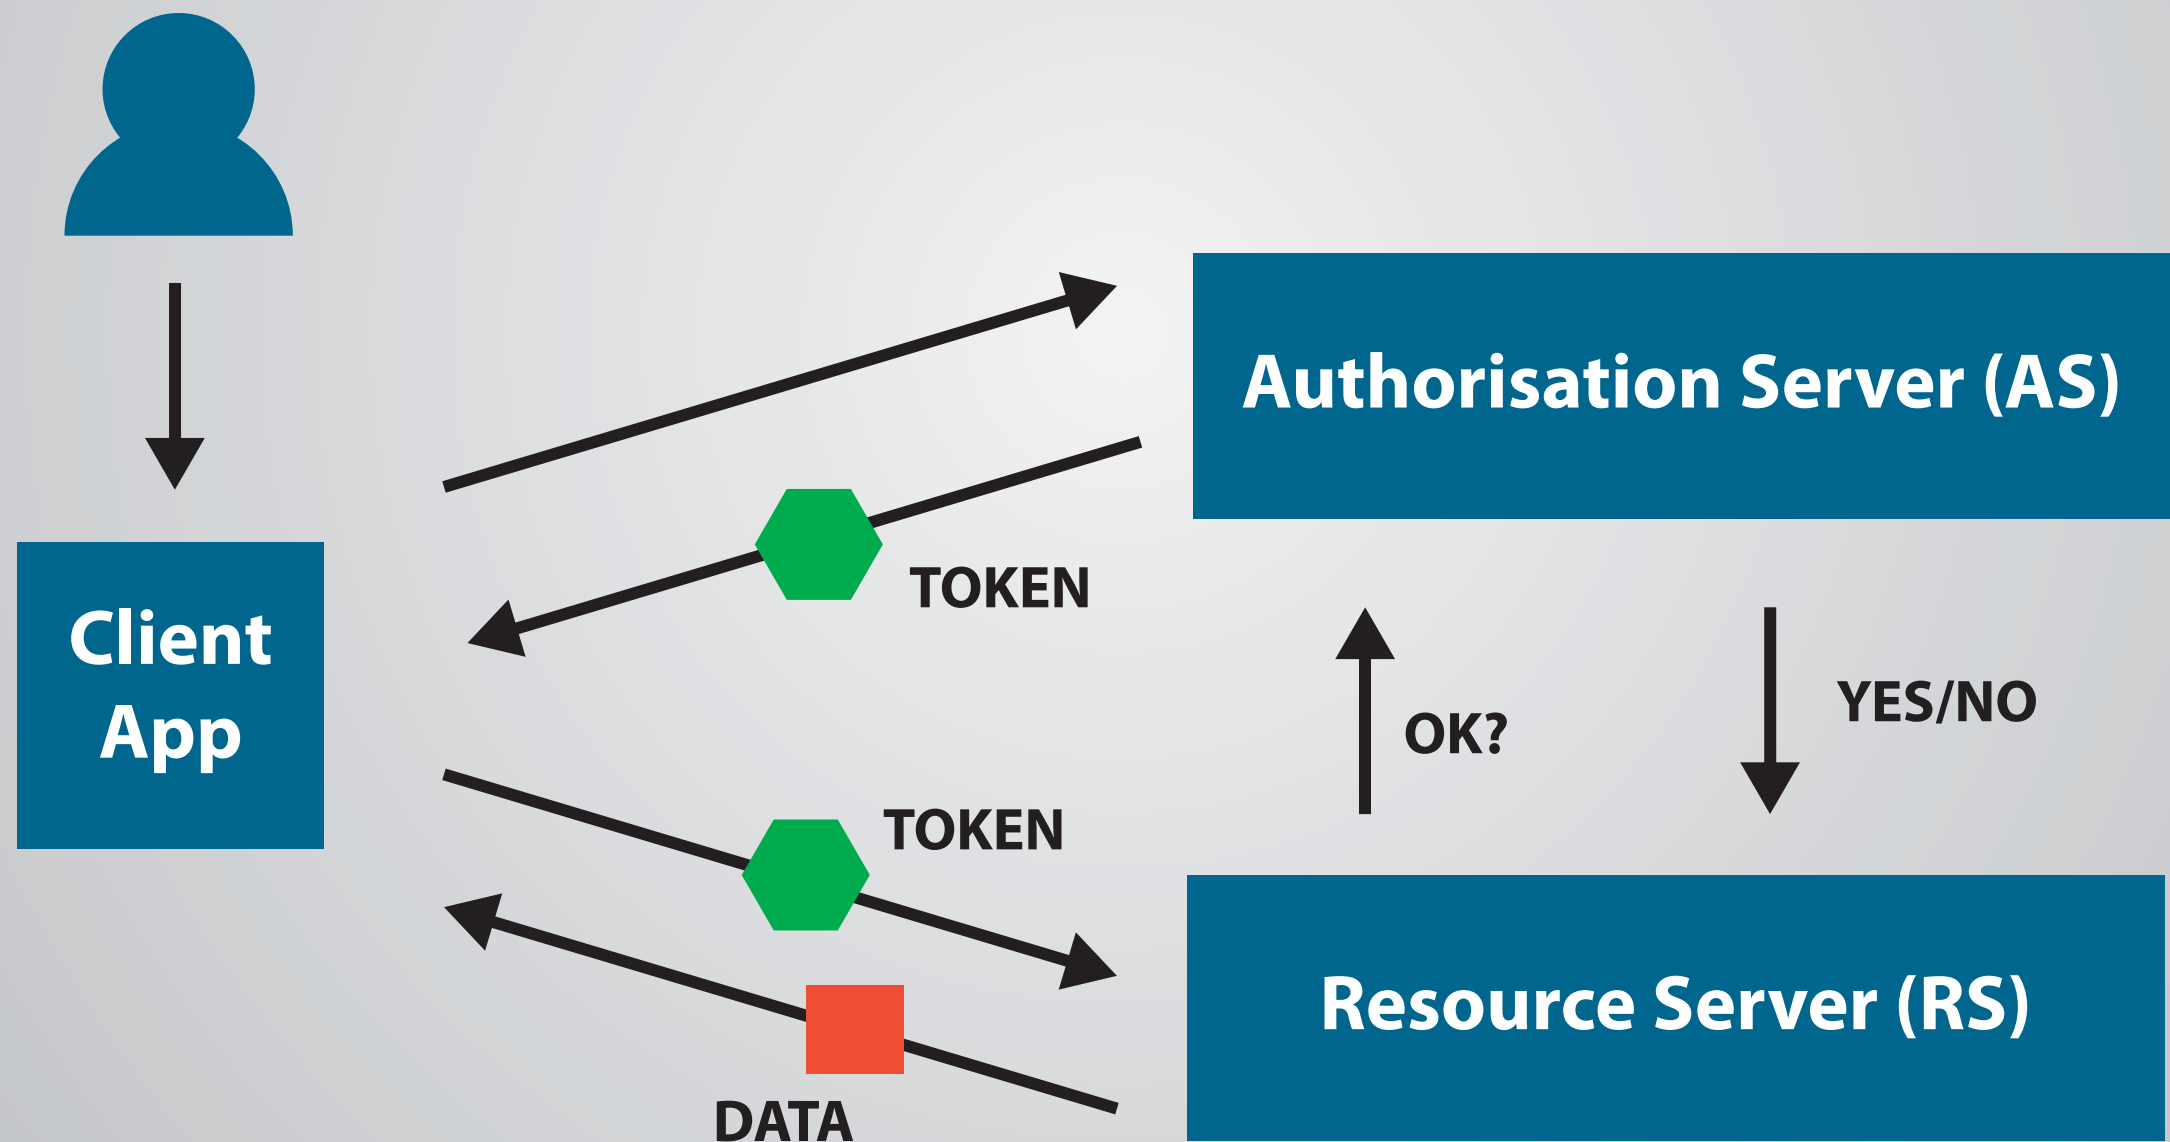 Authorisation Server (AS)
TOKEN
Client
App
OK?
YES/NO
TOKEN
Resource Server (RS)
DATA